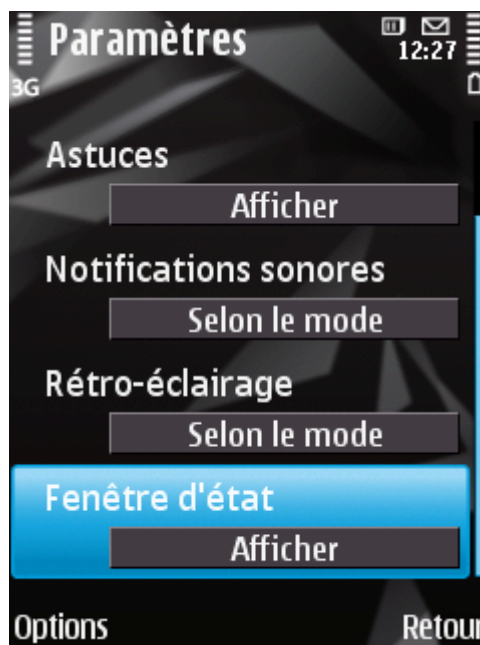 Paramètres
12:27
3G
Astuces
Afficher
Notifications sonores
Selon le mode
Rétro-éclairage
Selon le mode
Fenêtre d'état
Afficher
Options
Retour